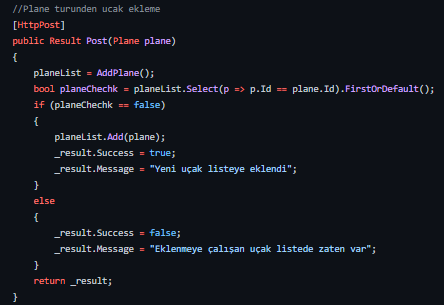 //Plane turunden ucak ekleme
[HttpPost]
public Result Post(Plane plane)
{
planeList = AddPlane();
bool planeChechk = planeList.Select(p => p.Id == plane.Id).FirstOrDefault();
if (planeChechk == false)
{
planeList.Add(plane);
_result.Success = true;
_result.Message = "Yeni uçak listeye eklendi";
}
else
{
_result.Success = false;
_result.Message = "Eklenmeye çalışan uçak listede zaten var";
}
return _result;
}